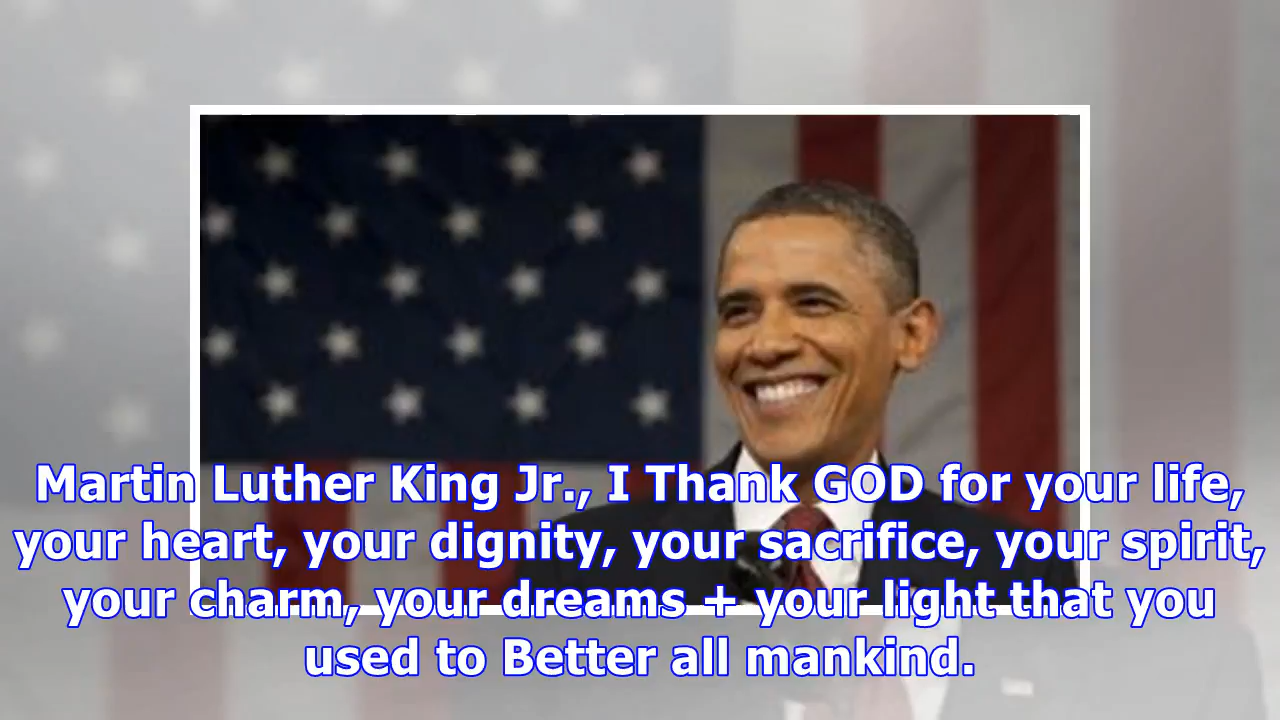 Martin Luther King Jr., I Thank GOD for your life,
your heart, your dignity, your sacrifice, your spirit,
your charm, your dreams + your light that you
used to Better all mankind.